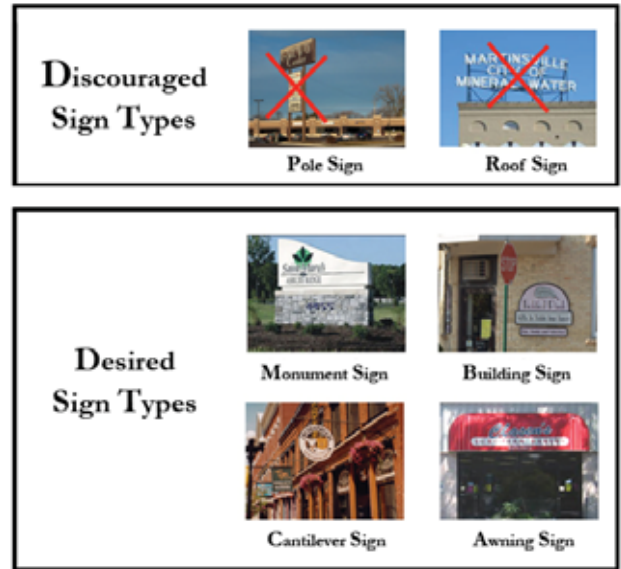 Discouraged
Sign Types
MARTINSVILLE
CITY OF
MINERAL WATER
Pole Sign
Roof Sign
STOP
Desired
Sign Types
Monument Sign
Building Sign
Cantilever Sign
Awning Sign